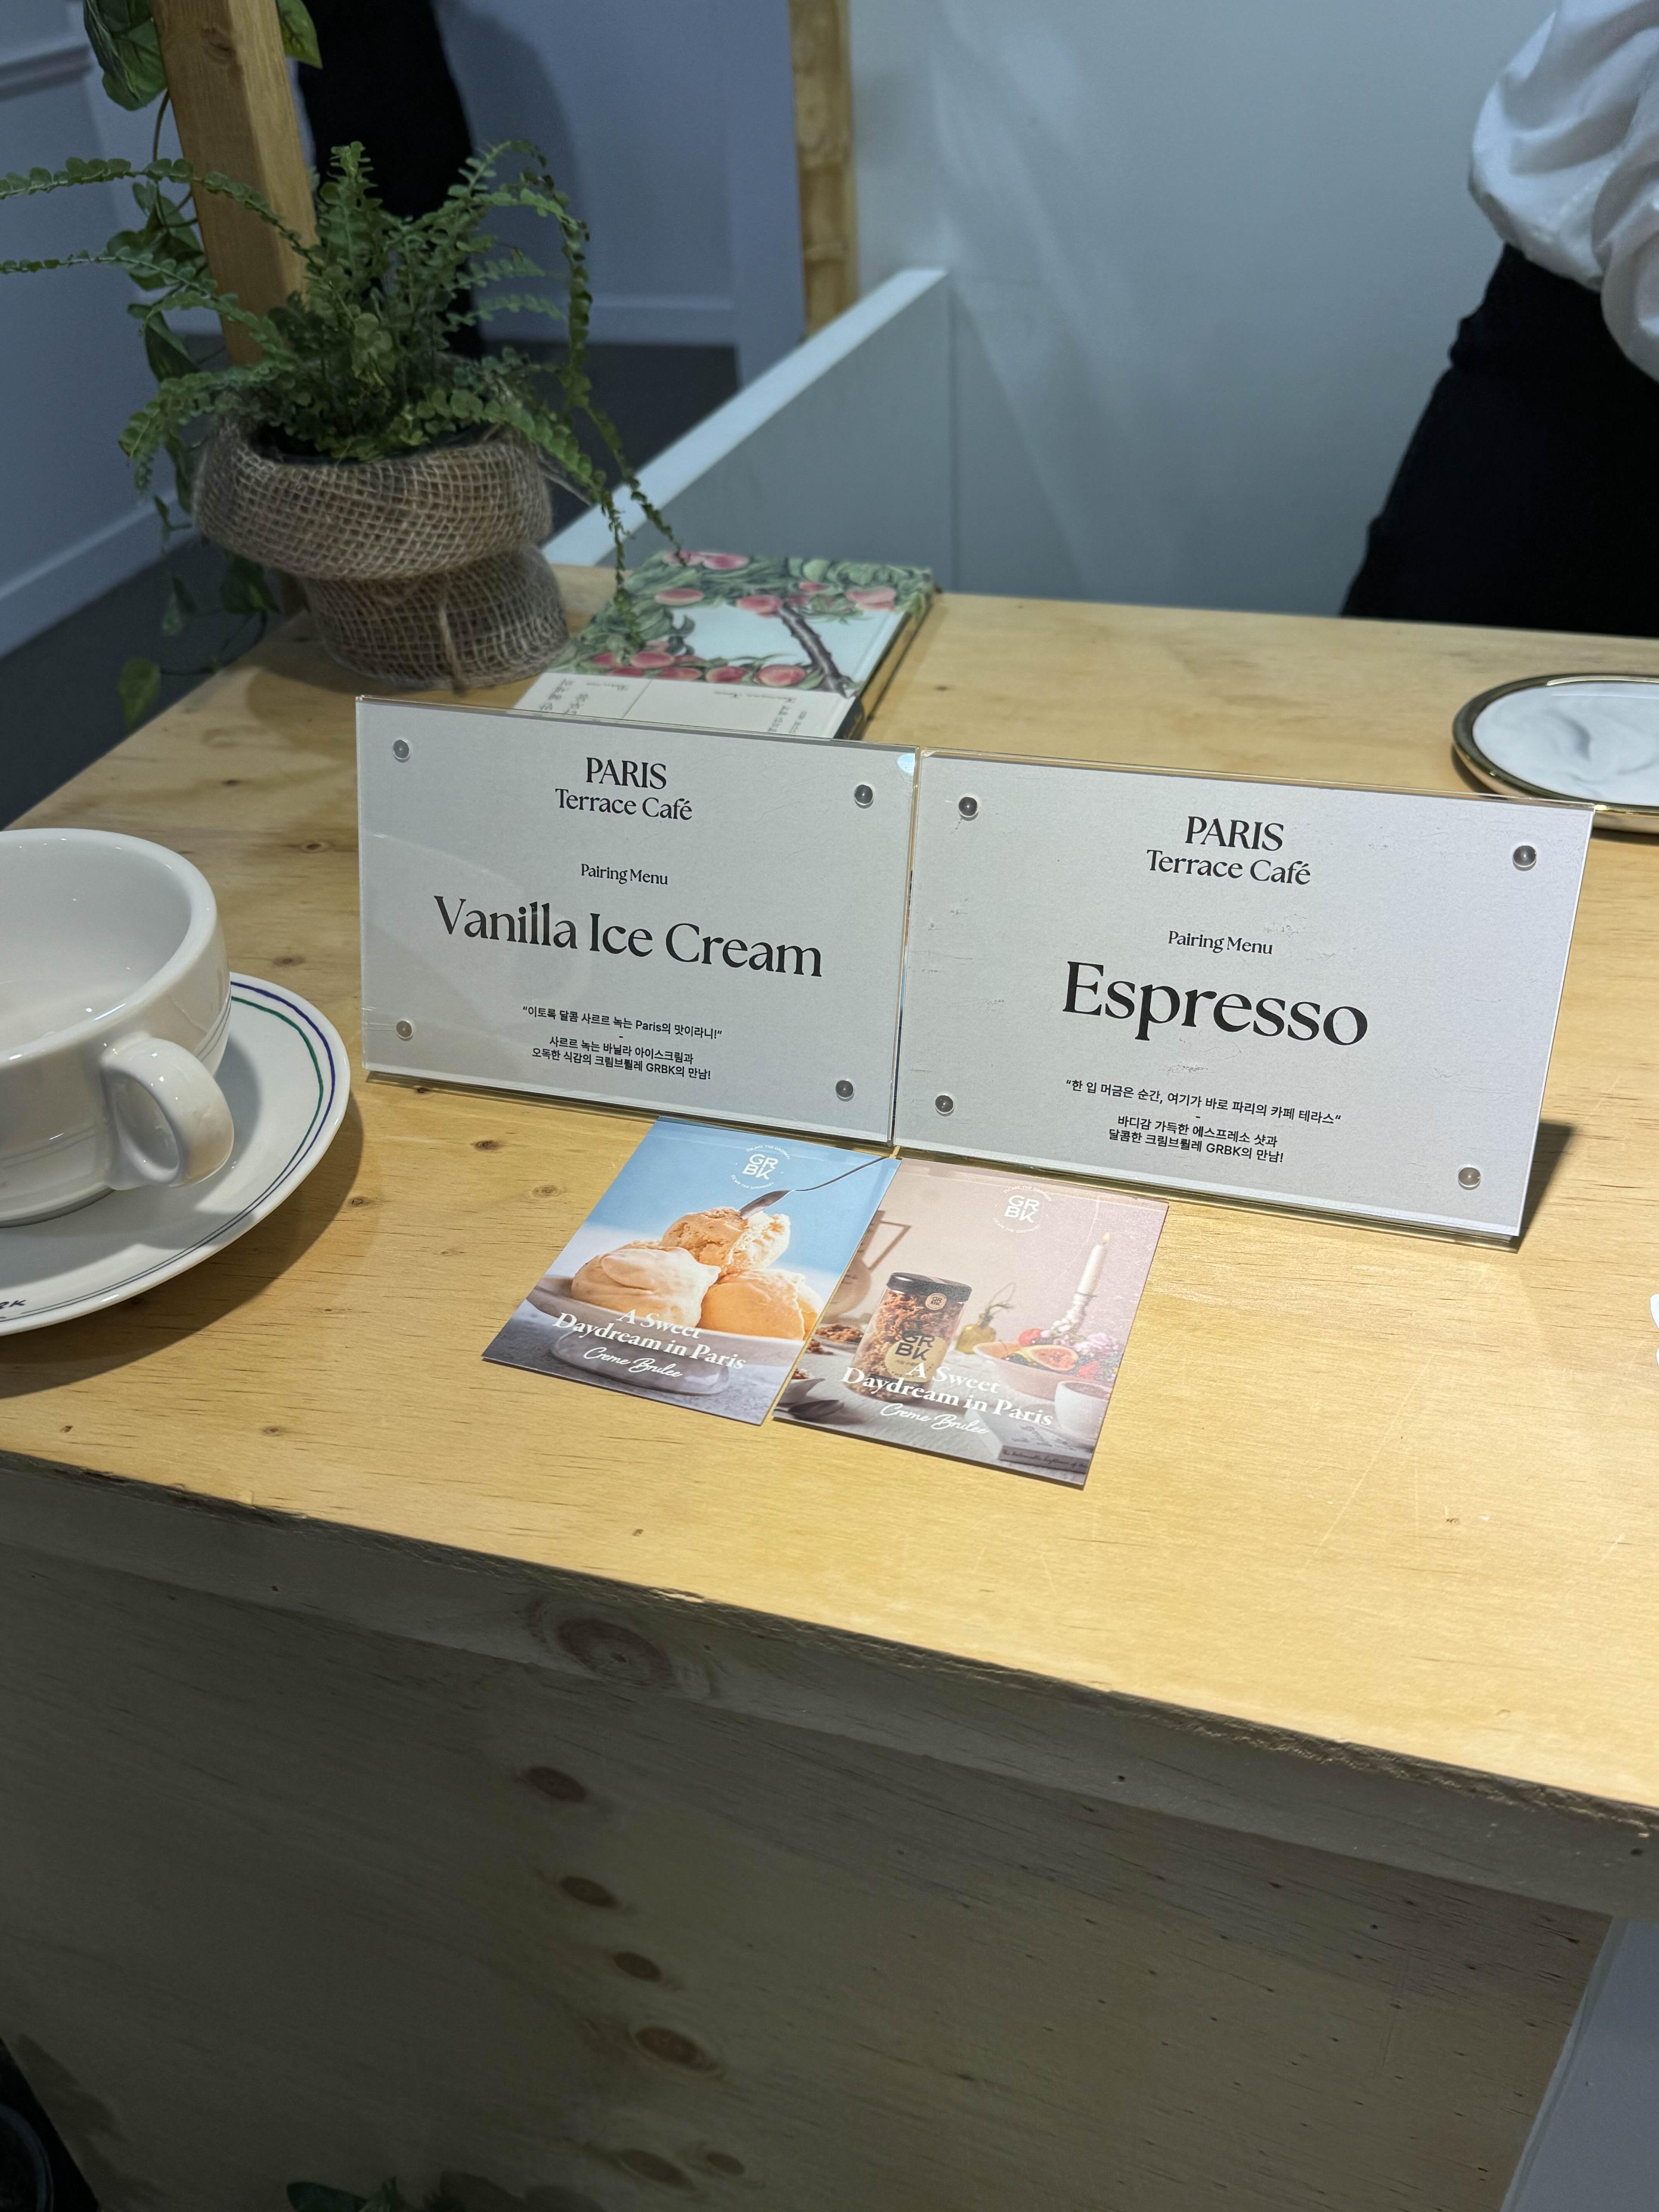 PARIS
Terrace Café
Pairing Menu
Vanilla Ice Cream
“이토록 달콤 사르르 녹는 Paris의 맛이라니!”
-
사르르 녹는 바닐라 아이스크림과
오독한 식감의 크림브륄레 GRBK의 만남!
PARIS
Terrace Café
Pairing Menu
Espresso
“한 입 머금은 순간, 여기가 바로 파리의 카페 테라스”
-
바디감 가득한 에스프레소 샷과
달콤한 크림브륄레 GRBK의 만남!
GR
BK
A Sweet
Daydream in Paris
Creme Brulee
GR
BK
GR
BK
A Sweet
Daydream in Paris
Creme Brulee